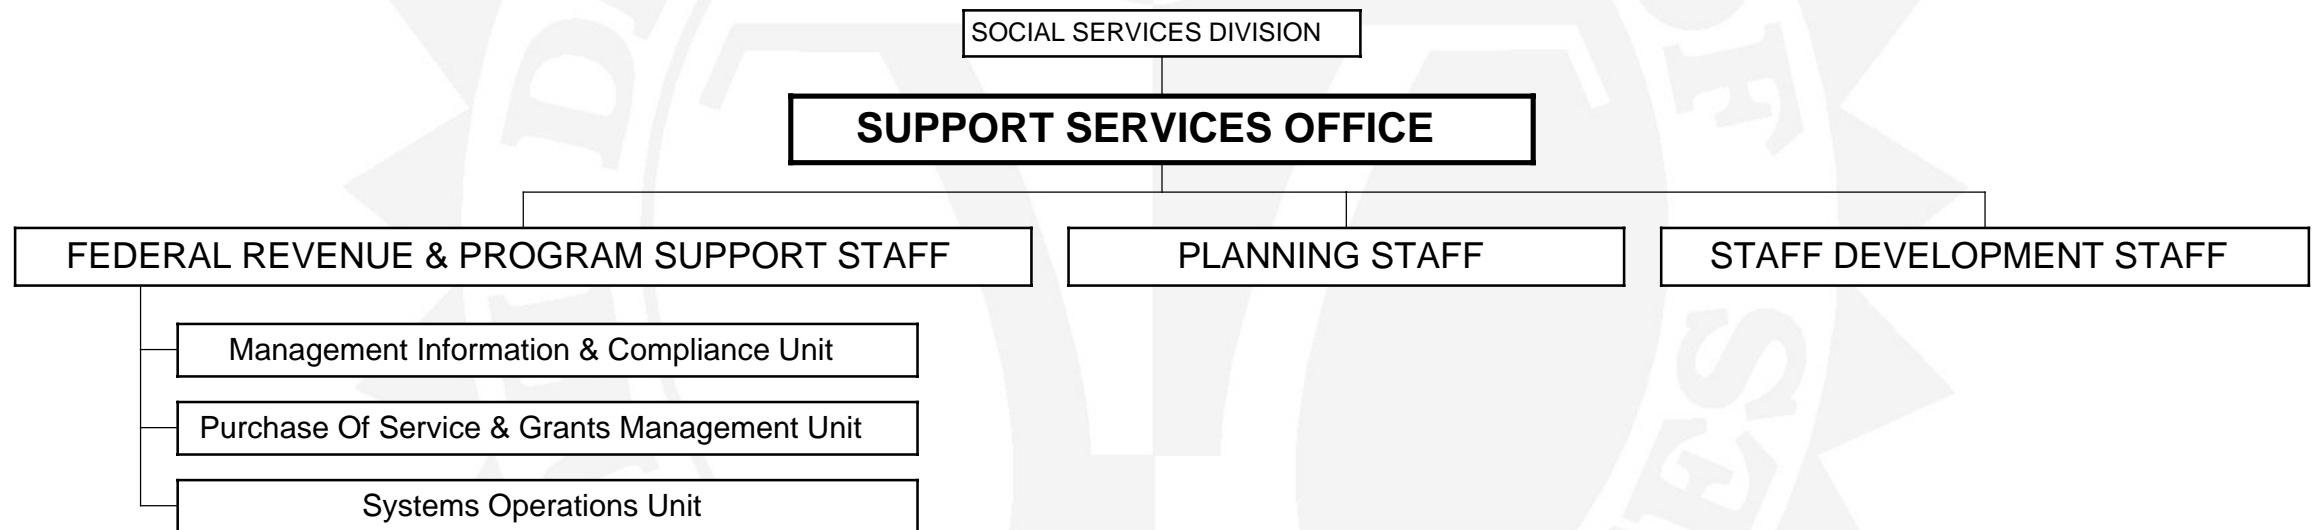 SOCIAL SERVICES DIVISION
SUPPORT SERVICES OFFICE
FEDERAL REVENUE & PROGRAM SUPPORT STAFF
PLANNING STAFF
STAFF DEVELOPMENT STAFF
Management Information & Compliance Unit
Purchase Of Service & Grants Management Unit
Systems Operations Unit